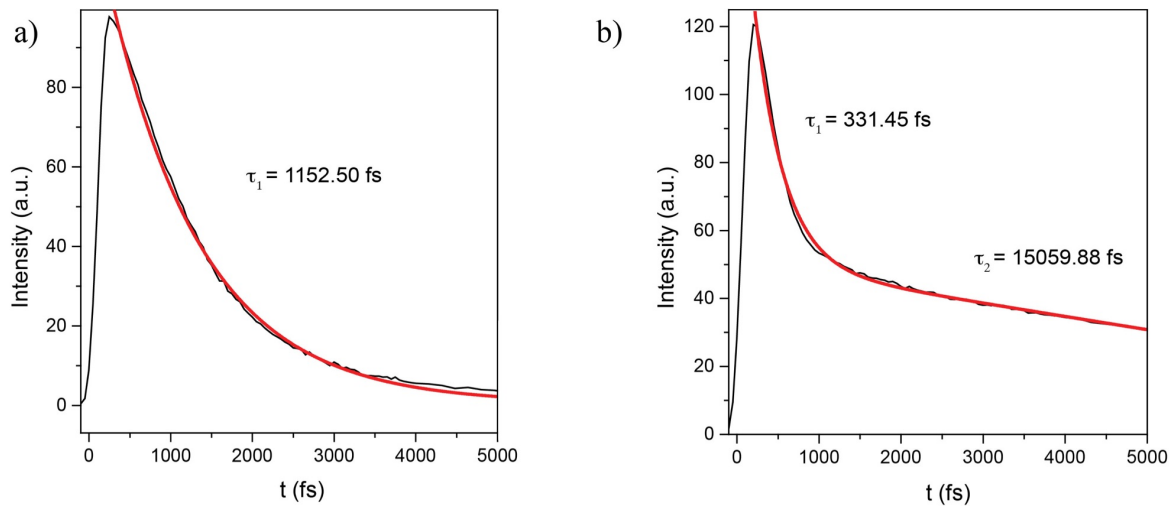 a)
Intensity (a.u.)
80
60
40
20
0
τ₁ = 1152.50 fs
0 1000 2000 3000 4000 5000
t (fs)
b)
Intensity (a.u.)
120
100
80
60
40
20
0
τ₁ = 331.45 fs
τ₂ = 15059.88 fs
0 1000 2000 3000 4000 5000
t (fs)